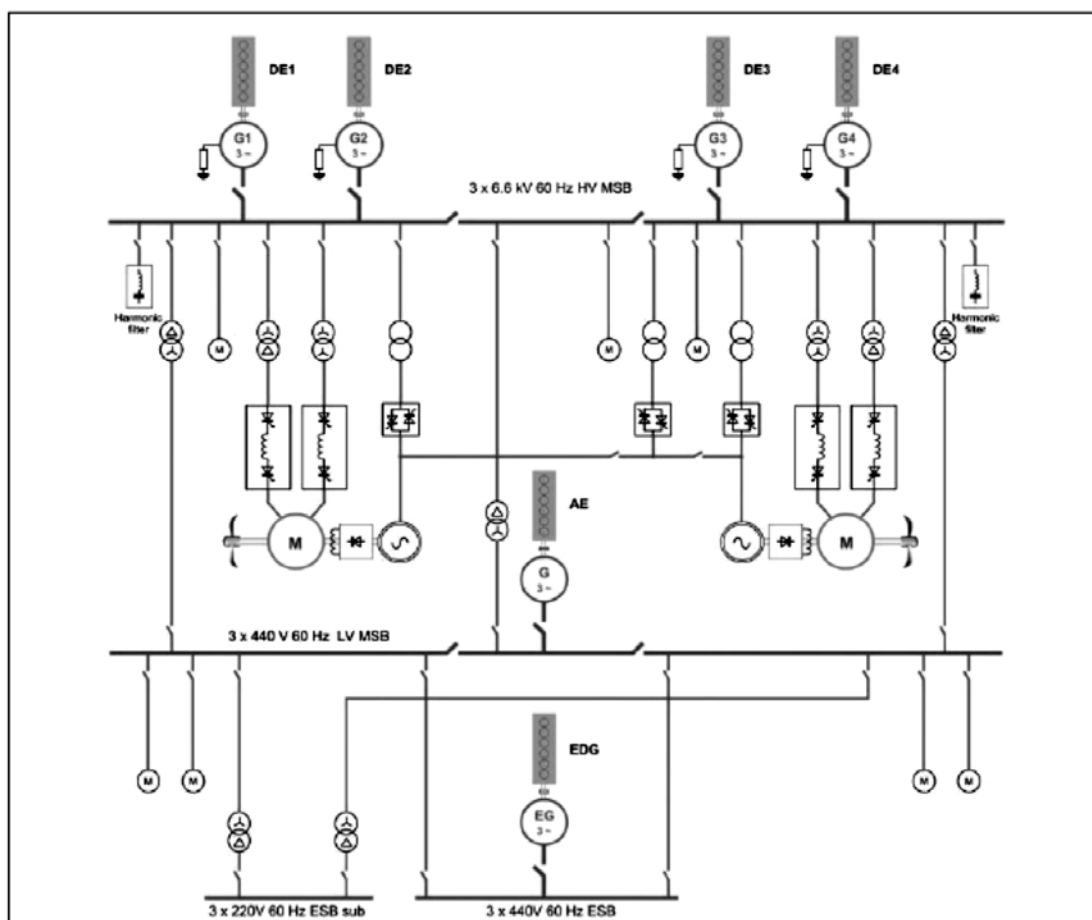 DE1
DE2
DE3
DE4
G1
3 ~
G2
3 ~
G3
3 ~
G4
3 ~
3 x 6.6 kV 60 Hz HV MSB
Harmonic
filter
Harmonic
filter
M
M
M
AE
M
M
G
3 ~
3 x 440 V 60 Hz LV MSB
EDG
M
M
M
M
EG
3 ~
3 x 220V 60 Hz ESB sub
3 x 440V 60 Hz ESB